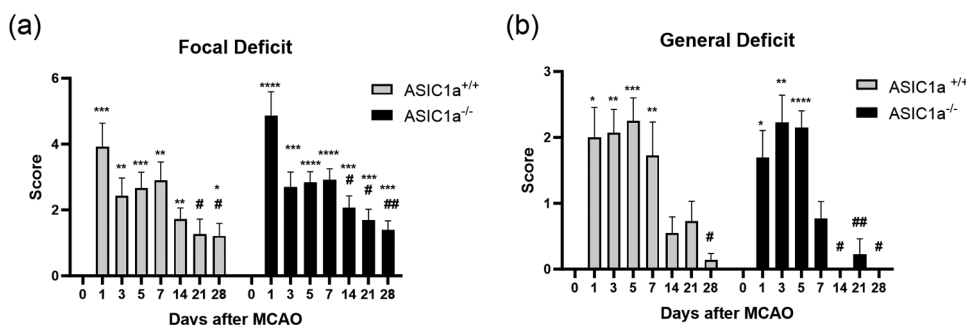 (a)
Focal Deficit
6
4
2
0
Score
ASIC1a+/+
ASIC1a-/-
***
**
***
**
**
#
*
#
****
***
****
****
***
#
***
#
***
##
0 1 3 5 7 14 21 28 0 1 3 5 7 14 21 28
Days after MCAO
(b)
General Deficit
3
2
1
0
Score
ASIC1a +/+
ASIC1a-/-
*
**
***
**
#
*
**
****
#
##
#
0 1 3 5 7 14 21 28 0 1 3 5 7 14 21 28
Days after MCAO